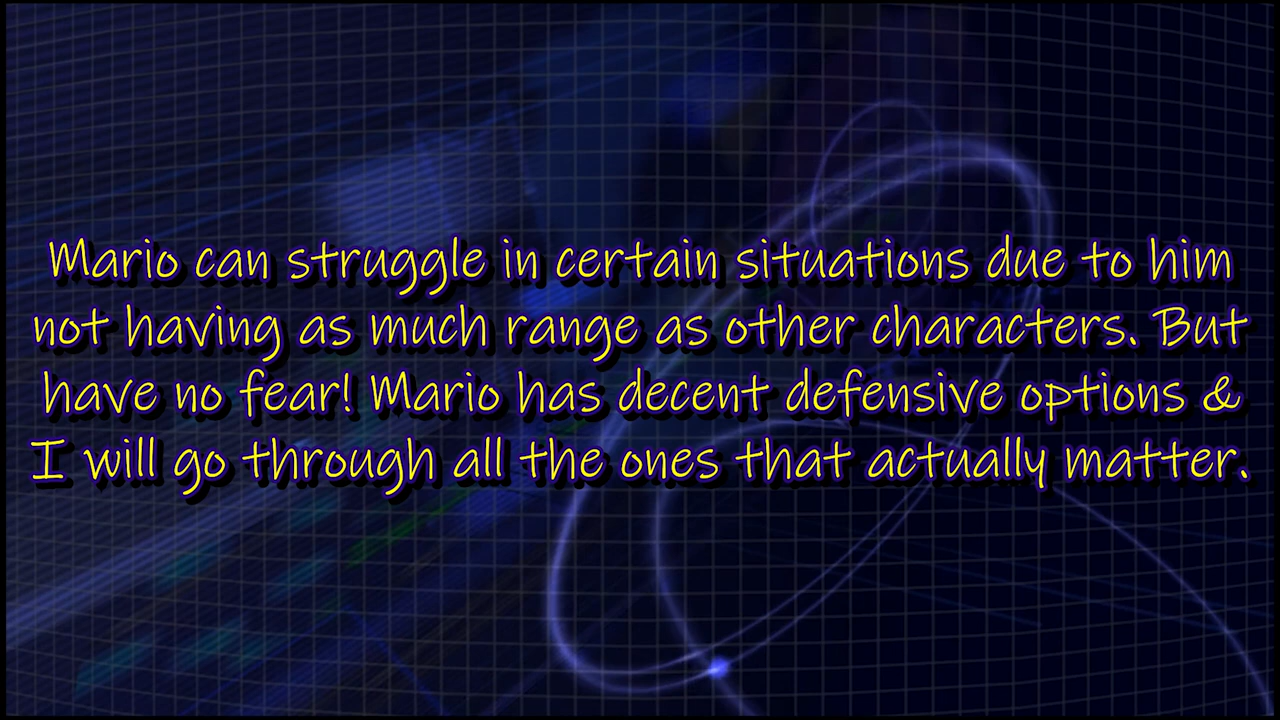 Mario can struggle in certain situations due to him
not having as much range as other characters. But
have no fear! Mario has decent defensive options &
I will go through all the ones that actually matter.